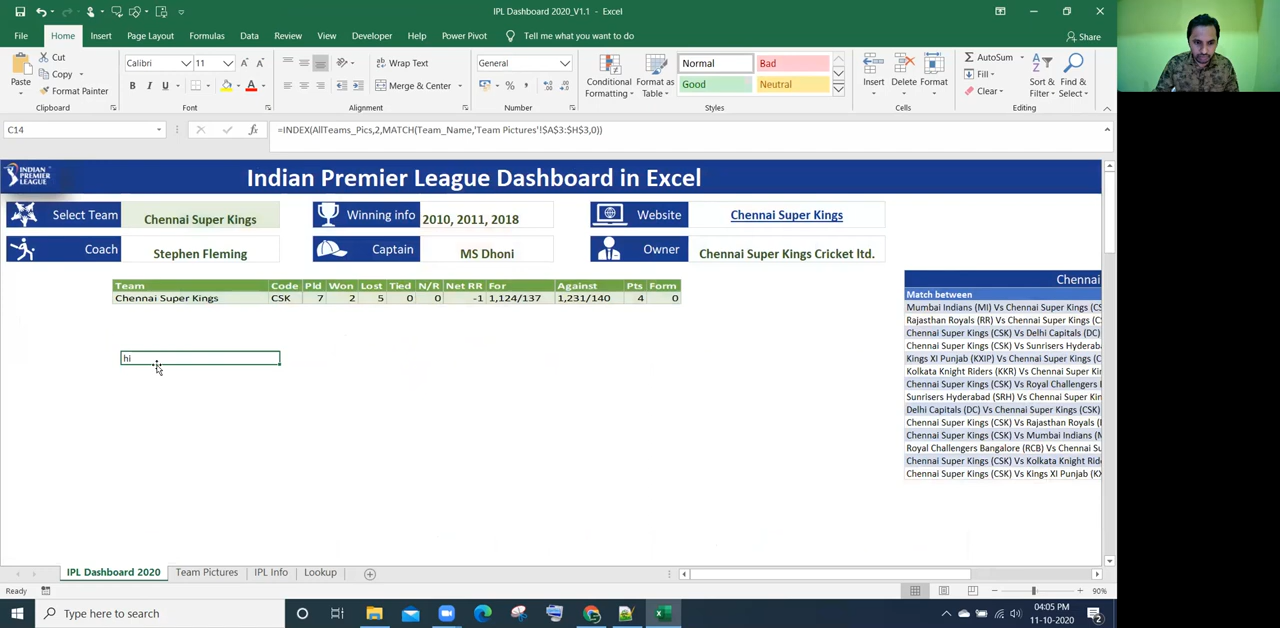 IPL Dashboard 2020_V1.1 - Excel
File Home Insert Page Layout Formulas Data Review View Developer Help Power Pivot Tell me what you want to do Share
Paste Cut Copy Format Painter Clipboard
Calibri 11 B I U A Font
Wrap Text Merge & Center Alignment
General % Number
Conditional Formatting Format as Table Normal Bad Good Neutral Styles
Insert Delete Format Cells
AutoSum Fill Clear Sort & Filter Find & Select Editing
C14 fx =INDEX(AllTeams_Pics,2,MATCH(Team_Name,'Team Pictures'!$A$3:$H$3,0))
INDIAN PREMIER LEAGUE
Indian Premier League Dashboard in Excel
Select Team Chennai Super Kings Winning info 2010, 2011, 2018 Website Chennai Super Kings
Coach Stephen Fleming Captain MS Dhoni Owner Chennai Super Kings Cricket ltd.
Team Code Pld Won Lost Tied N/R Net RR For Against Pts Form
Chennai Super Kings CSK 7 2 5 0 0 -1 1,124/137 1,231/140 4 0
hi
Chennai
Match between
Mumbai Indians (MI) Vs Chennai Super Kings (CS
Rajasthan Royals (RR) Vs Chennai Super Kings (
Chennai Super Kings (CSK) Vs Delhi Capitals (DC)
Chennai Super Kings (CSK) Vs Sunrisers Hyderab
Kings XI Punjab (KXIP) Vs Chennai Super Kings (C
Kolkata Knight Riders (KKR) Vs Chennai Super Ki
Chennai Super Kings (CSK) Vs Royal Challengers
Sunrisers Hyderabad (SRH) Vs Chennai Super Kin
Delhi Capitals (DC) Vs Chennai Super Kings (CSK)
Chennai Super Kings (CSK) Vs Rajasthan Royals (
Chennai Super Kings (CSK) Vs Mumbai Indians (M
Royal Challengers Bangalore (RCB) Vs Chennai Su
Chennai Super Kings (CSK) Vs Kolkata Knight Ride
Chennai Super Kings (CSK) Vs Kings XI Punjab (KX
IPL Dashboard 2020 Team Pictures IPL Info Lookup
Ready 90%
Type here to search
04:05 PM
11-10-2020
2